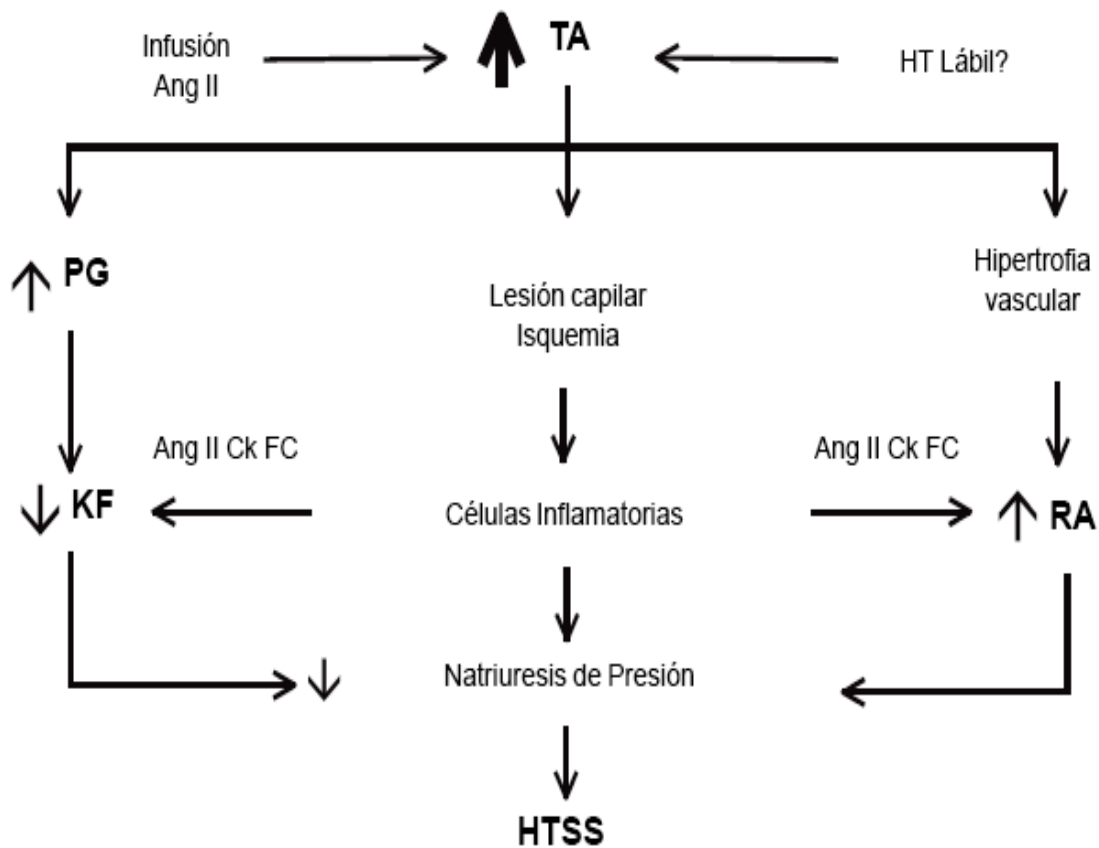 Infusión
Ang II
TA
HT Lábil?
PG
Lesión capilar
Isquemia
Hipertrofia
vascular
Ang II Ck FC
Ang II Ck FC
KF
Células Inflamatorias
RA
Natriuresis de Presión
HTSS